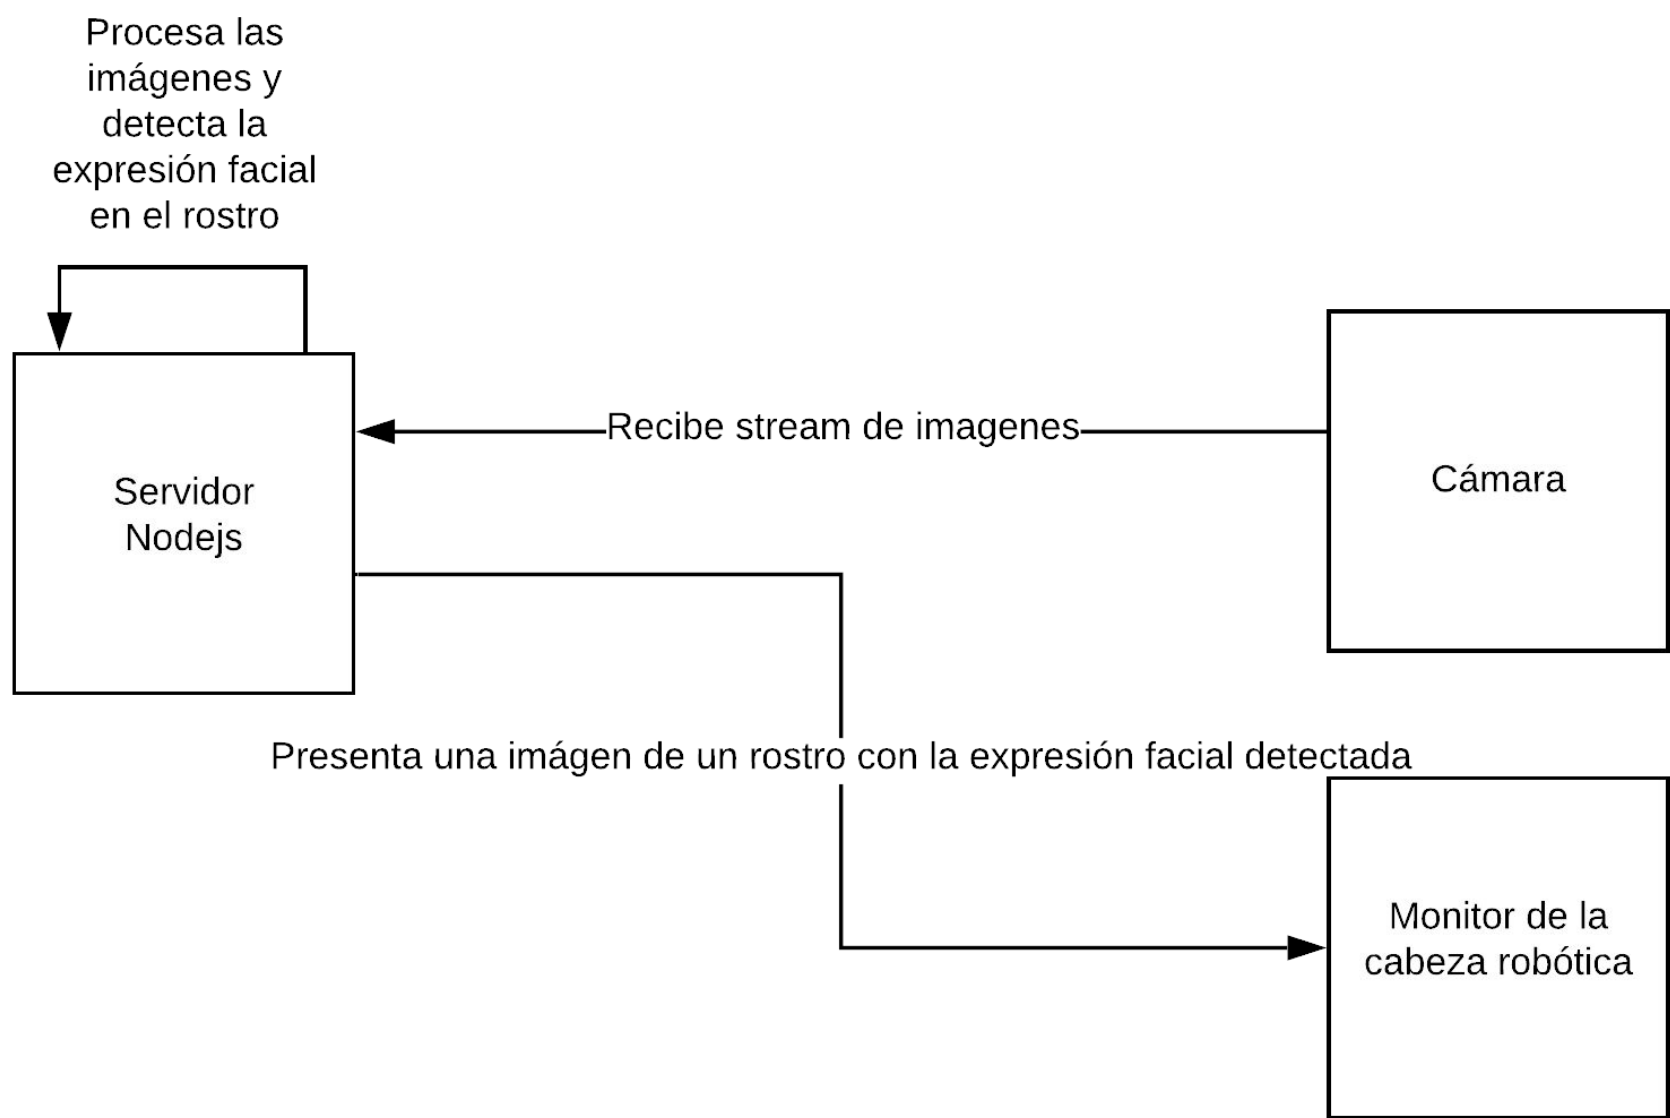 Procesa las
imágenes y
detecta la
expresión facial
en el rostro
Recibe stream de imagenes
Servidor
Nodejs
Cámara
Presenta una imágen de un rostro con la expresión facial detectada
Monitor de la
cabeza robótica